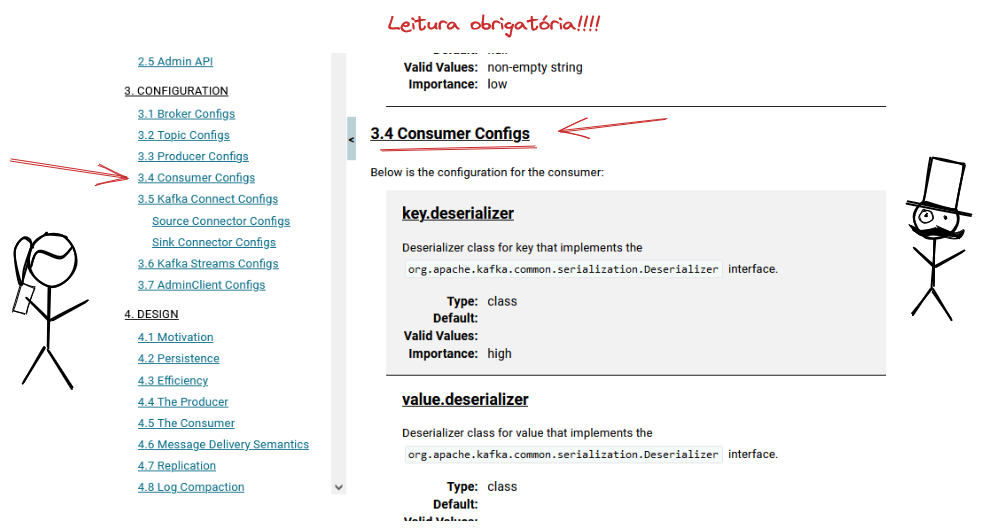 Leitura obrigatória!!!!
2.5 Admin API
3. CONFIGURATION
3.1 Broker Configs
3.2 Topic Configs
3.3 Producer Configs
3.4 Consumer Configs
3.5 Kafka Connect Configs
Source Connector Configs
Sink Connector Configs
3.6 Kafka Streams Configs
3.7 AdminClient Configs
4. DESIGN
4.1 Motivation
4.2 Persistence
4.3 Efficiency
4.4 The Producer
4.5 The Consumer
4.6 Message Delivery Semantics
4.7 Replication
4.8 Log Compaction
<
Default: null
Valid Values: non-empty string
Importance: low
3.4 Consumer Configs
Below is the configuration for the consumer:
key.deserializer
Deserializer class for key that implements the
org.apache.kafka.common.serialization.Deserializer interface.
Type: class
Default:
Valid Values:
Importance: high
value.deserializer
Deserializer class for value that implements the
org.apache.kafka.common.serialization.Deserializer interface.
Type: class
Default:
Valid Values: